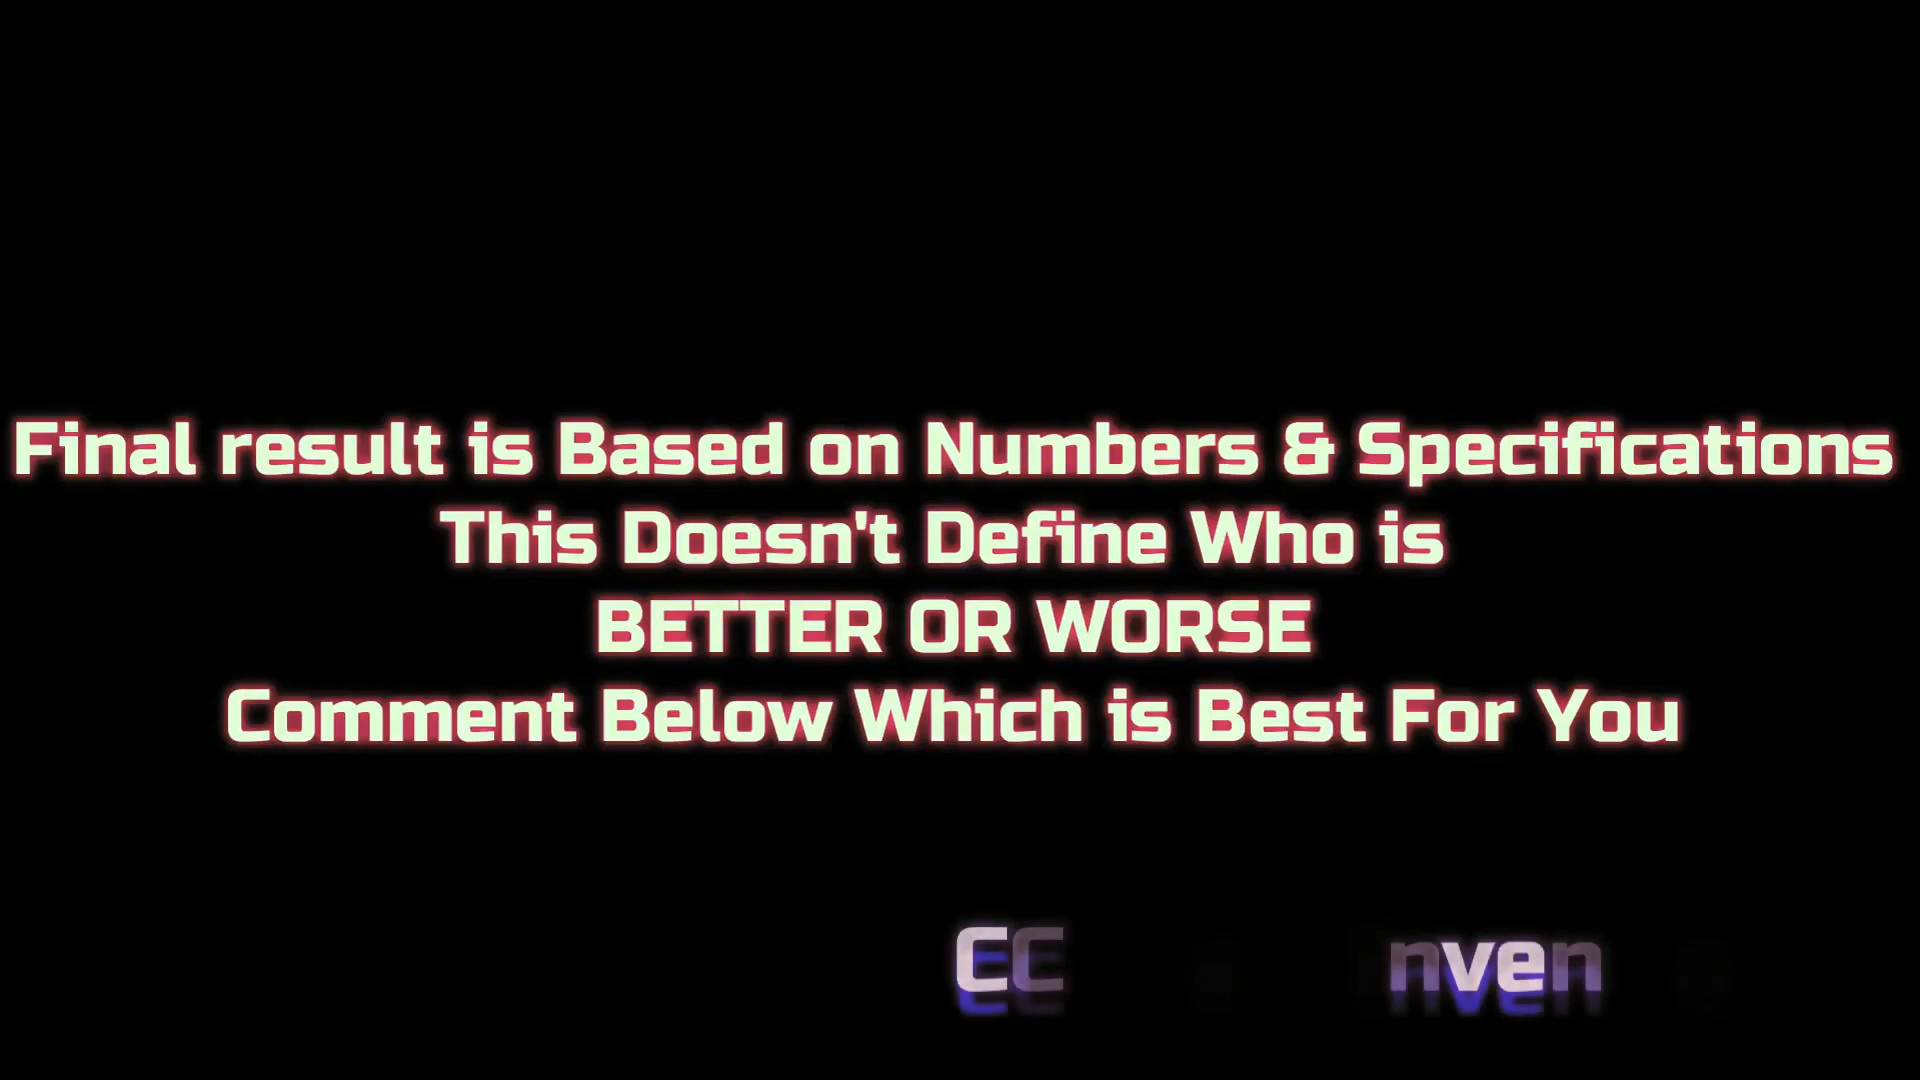 Final result is Based on Numbers & Specifications
This Doesn't Define Who is
BETTER OR WORSE
Comment Below Which is Best For You